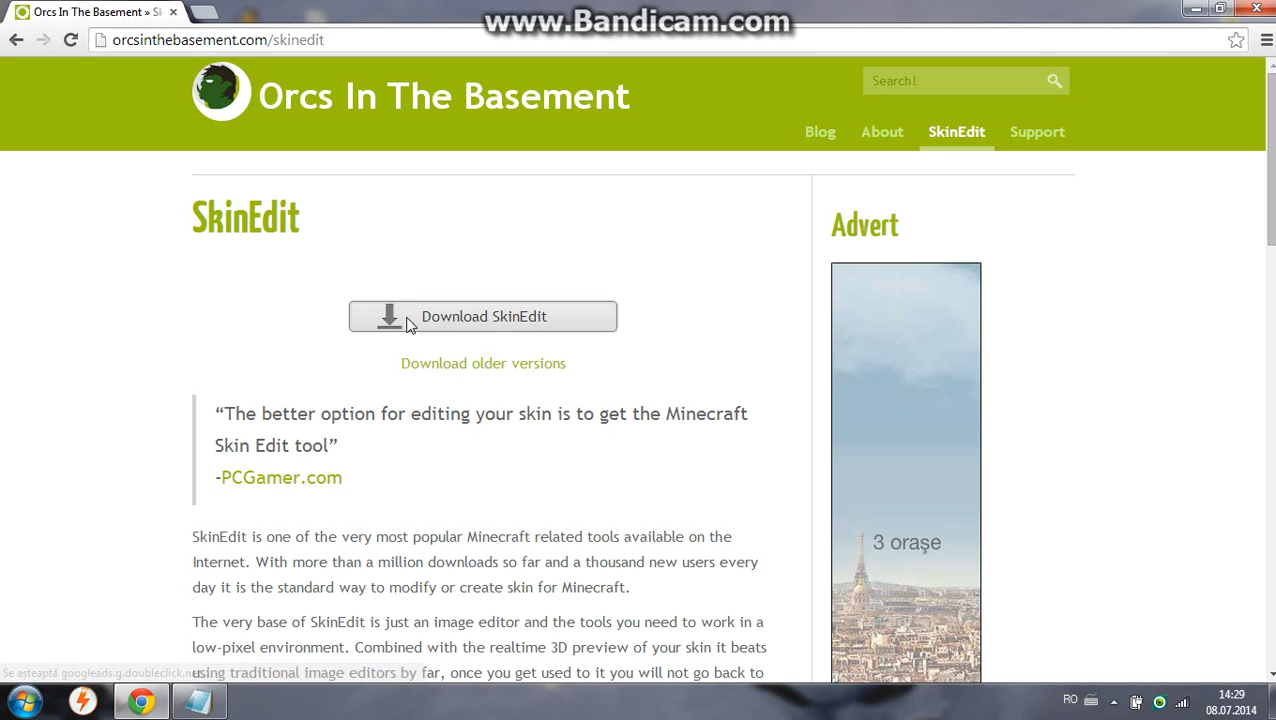 Orcs In The Basement » Sk
www.Bandicam.com
orcsinthebasement.com/skinedit
Orcs In The Basement
Search!
Blog About SkinEdit Support
SkinEdit
Advert
Download SkinEdit
Download older versions
“The better option for editing your skin is to get the Minecraft
Skin Edit tool”
-PCGamer.com
3 orașe
SkinEdit is one of the very most popular Minecraft related tools available on the
Internet. With more than a million downloads so far and a thousand new users every
day it is the standard way to modify or create skin for Minecraft.
The very base of SkinEdit is just an image editor and the tools you need to work in a
low-pixel environment. Combined with the realtime 3D preview of your skin it beats
using traditional image editors by far, once you get used to it you will not go back to
Se așteaptă googleads.g.doubleclick.net
RO
14:29
08.07.2014